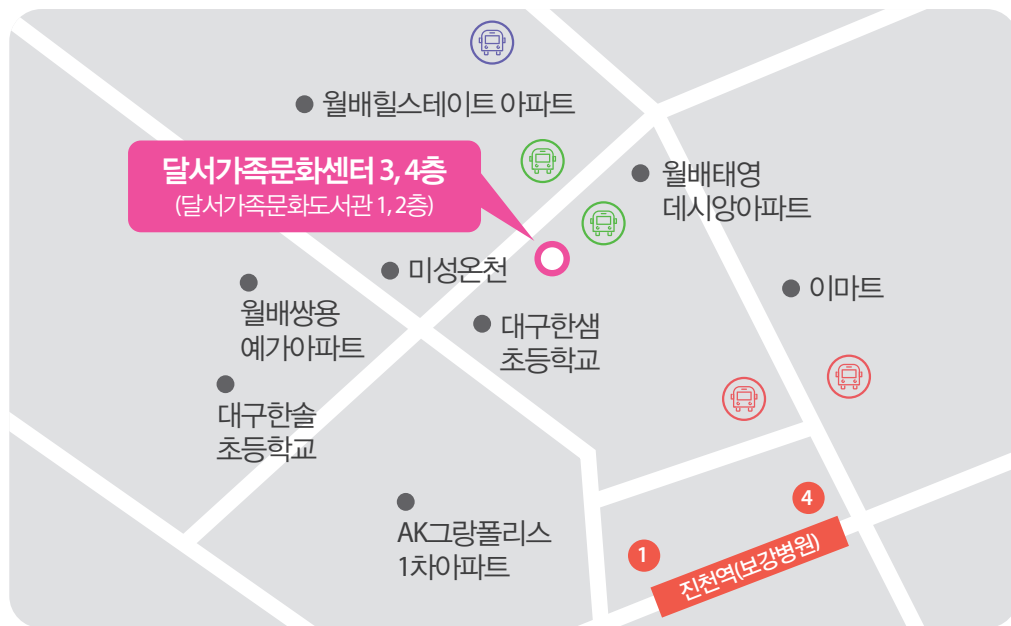 월배힐스테이트 아파트
달서가족문화센터 3, 4층
(달서가족문화도서관 1, 2층)
월배태영
데시앙아파트
미성온천
이마트
월배쌍용
예가아파트
대구한샘
초등학교
대구한솔
초등학교
AK그랑폴리스
1차아파트
4
1
진천역(보강병원)